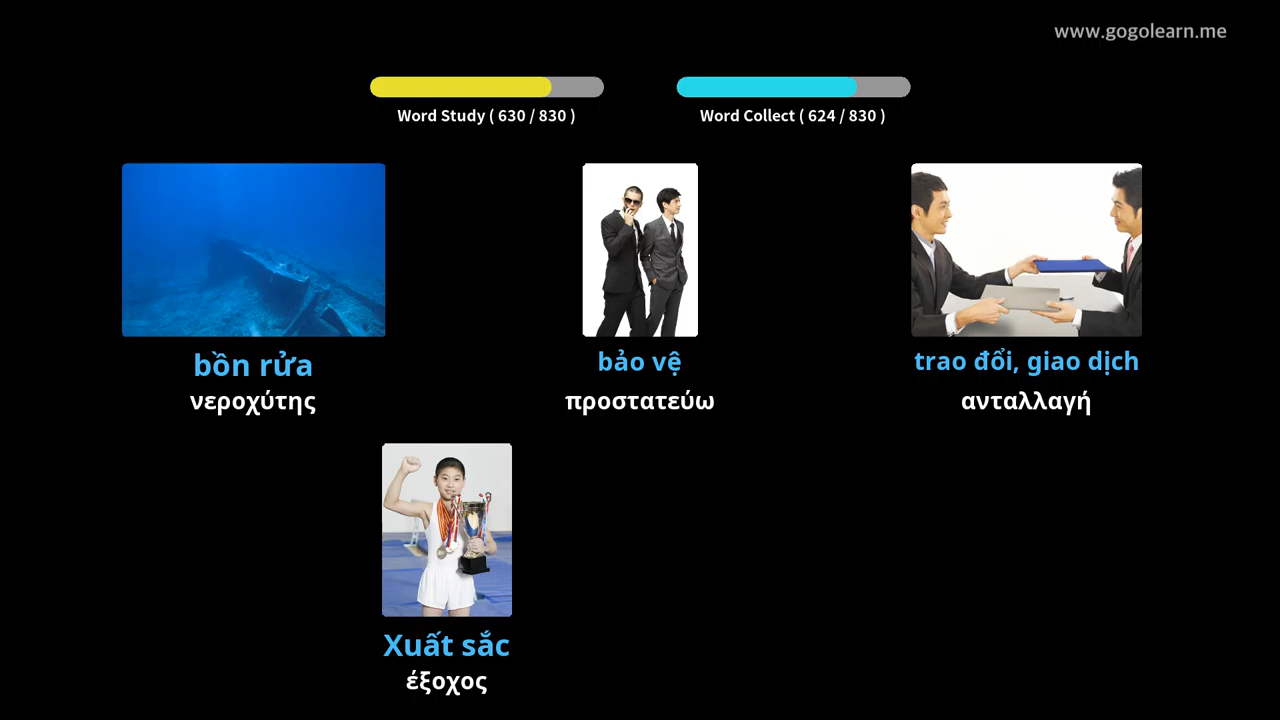 www.gogolearn.me
Word Study ( 630 / 830 )
Word Collect ( 624 / 830 )
bồn rửa
νεροχύτης
bảo vệ
προστατεύω
trao đổi, giao dịch
ανταλλαγή
Xuất sắc
έξοχος